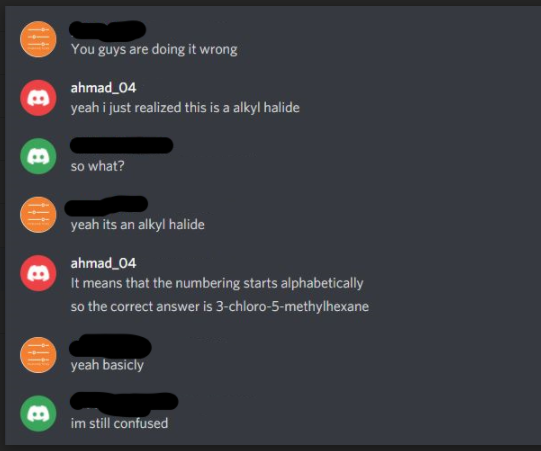 You guys are doing it wrong
ahmad_04
yeah i just realized this is a alkyl halide
so what?
yeah its an alkyl halide
ahmad_04
It means that the numbering starts alphabetically
so the correct answer is 3-chloro-5-methylhexane
yeah basicly
im still confused